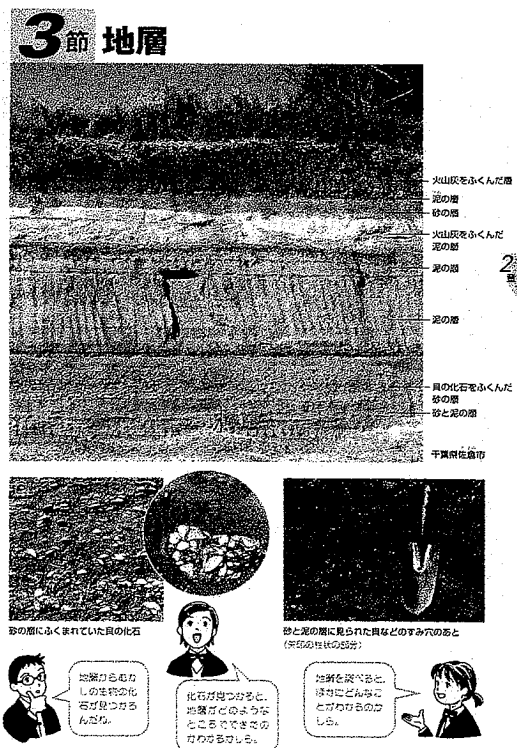 3節 地層
火山灰をふくんだ層
泥の層
砂の層
火山灰をふくんだ
泥の層
泥の層
2
章
泥の層
貝の化石をふくんだ
砂の層
砂と泥の層
千葉県佐倉市
砂の層にふくまれていた貝の化石
砂と泥の層に見られた貝などのすみ穴のあと
(矢印の柱状の部分)
地層からむか
しの生物の化
石が見つかる
んだね。
化石が見つかると、
地層がどのような
ところでできたの
かわかるかしら。
地層を調べると、
ほかにどんなこ
とがわかるのか
しら。